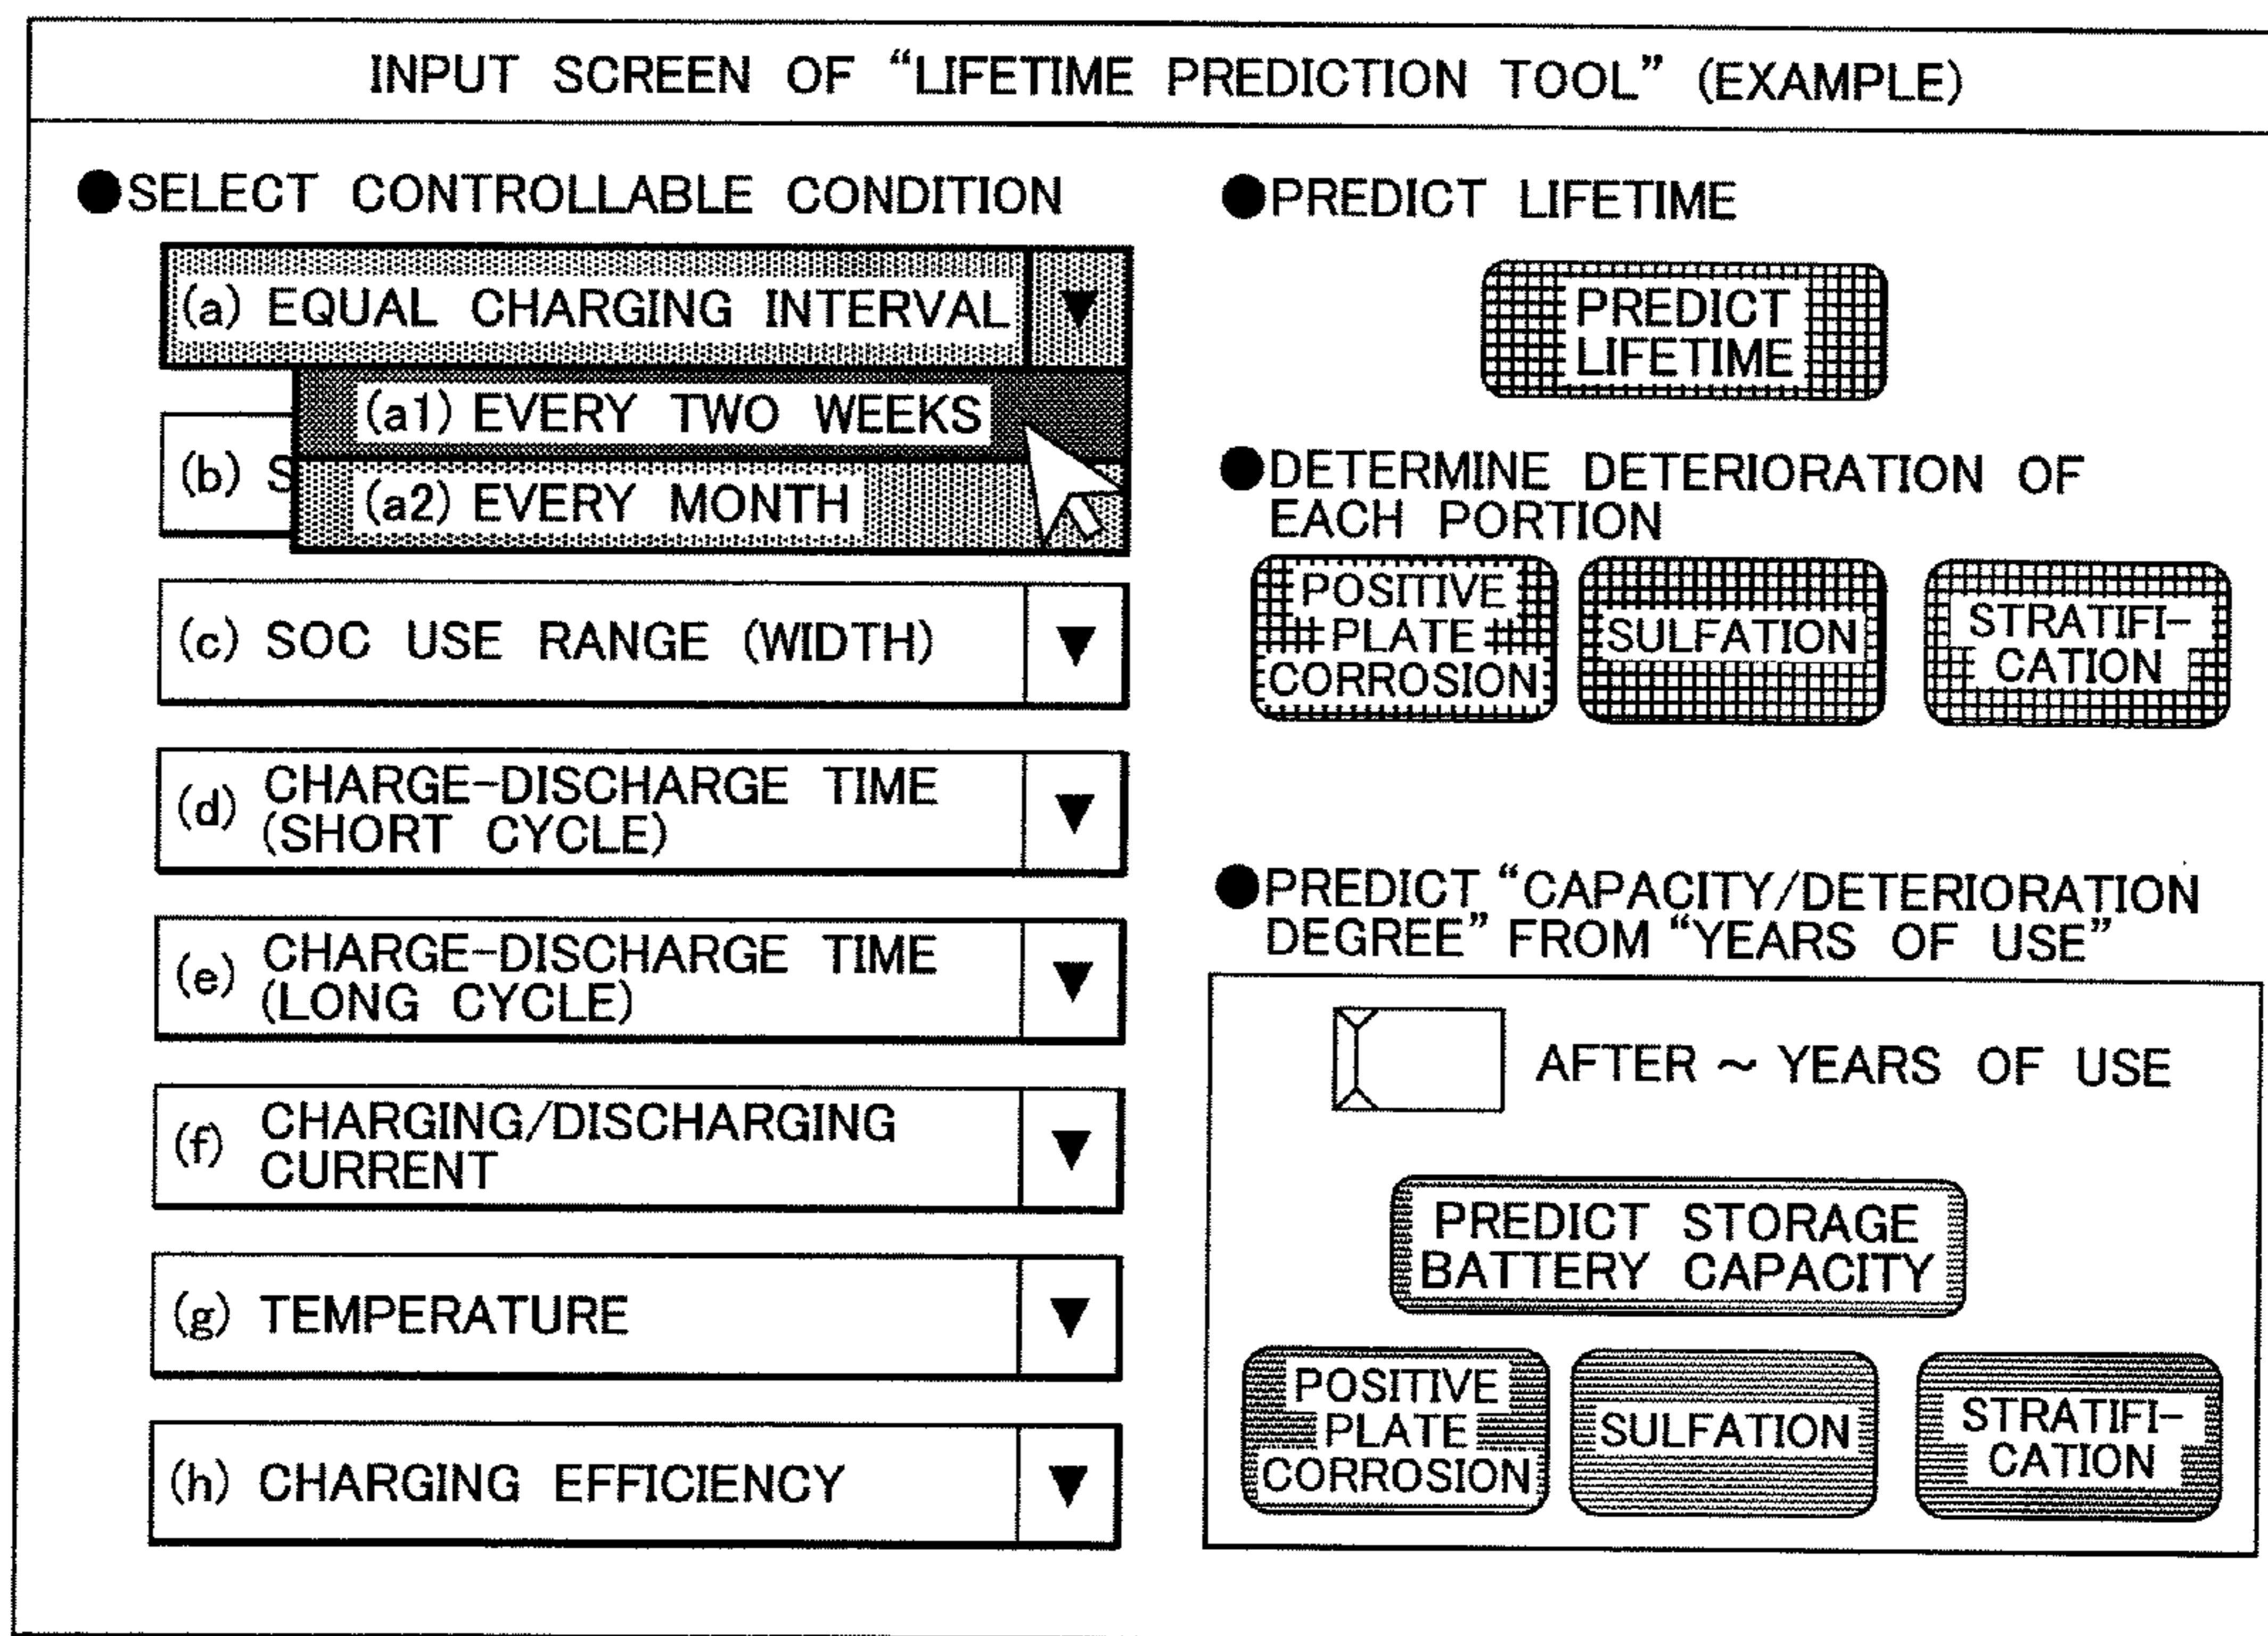 INPUT SCREEN OF “LIFETIME PREDICTION TOOL” (EXAMPLE)
●SELECT CONTROLLABLE CONDITION
(a) EQUAL CHARGING INTERVAL ▼
(a1) EVERY TWO WEEKS
(a2) EVERY MONTH
(b) S
(c) SOC USE RANGE (WIDTH) ▼
(d) CHARGE-DISCHARGE TIME
(SHORT CYCLE) ▼
(e) CHARGE-DISCHARGE TIME
(LONG CYCLE) ▼
(f) CHARGING/DISCHARGING
CURRENT ▼
(g) TEMPERATURE ▼
(h) CHARGING EFFICIENCY ▼
●PREDICT LIFETIME
PREDICT
LIFETIME
●DETERMINE DETERIORATION OF
EACH PORTION
POSITIVE
PLATE
CORROSION
SULFATION
STRATIFI-
CATION
●PREDICT “CAPACITY/DETERIORATION
DEGREE” FROM “YEARS OF USE”
AFTER ~ YEARS OF USE
PREDICT STORAGE
BATTERY CAPACITY
POSITIVE
PLATE
CORROSION
SULFATION
STRATIFI-
CATION